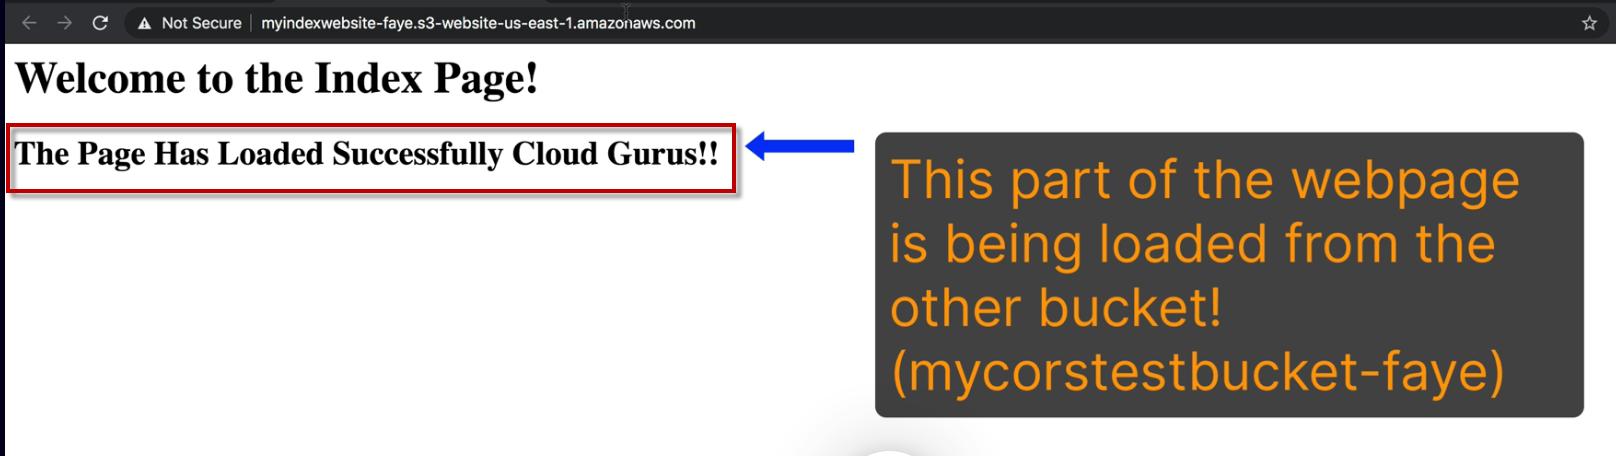 Not Secure | myindexwebsite-faye.s3-website-us-east-1.amazonaws.com
Welcome to the Index Page!
The Page Has Loaded Successfully Cloud Gurus!!
This part of the webpage
is being loaded from the
other bucket!
(mycorstestbucket-faye)